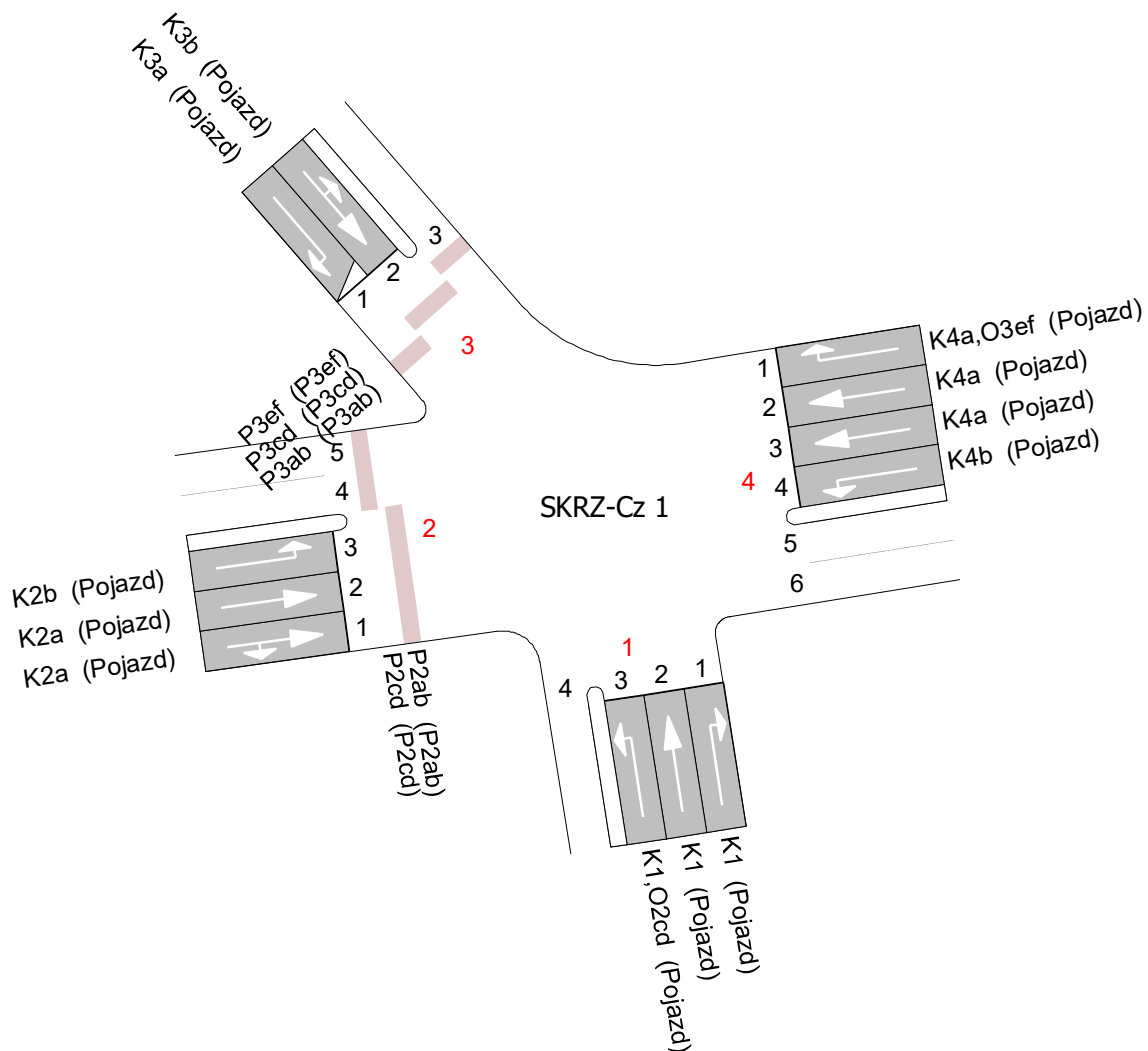 K3b (Pojazd)
K3a (Pojazd)
3
2
1
3
P3ef (P3ef)
P3cd (P3cd)
P3ab (P3ab)
5
4
3
2
1
2
K2b (Pojazd)
K2a (Pojazd)
K2a (Pojazd)
P2ab (P2ab)
P2cd (P2cd)
SKRZ-Cz 1
K4a,O3ef (Pojazd)
K4a (Pojazd)
K4a (Pojazd)
K4b (Pojazd)
1
2
3
4
4
5
6
1
4
3
2
1
K1,O2cd (Pojazd)
K1 (Pojazd)
K1 (Pojazd)